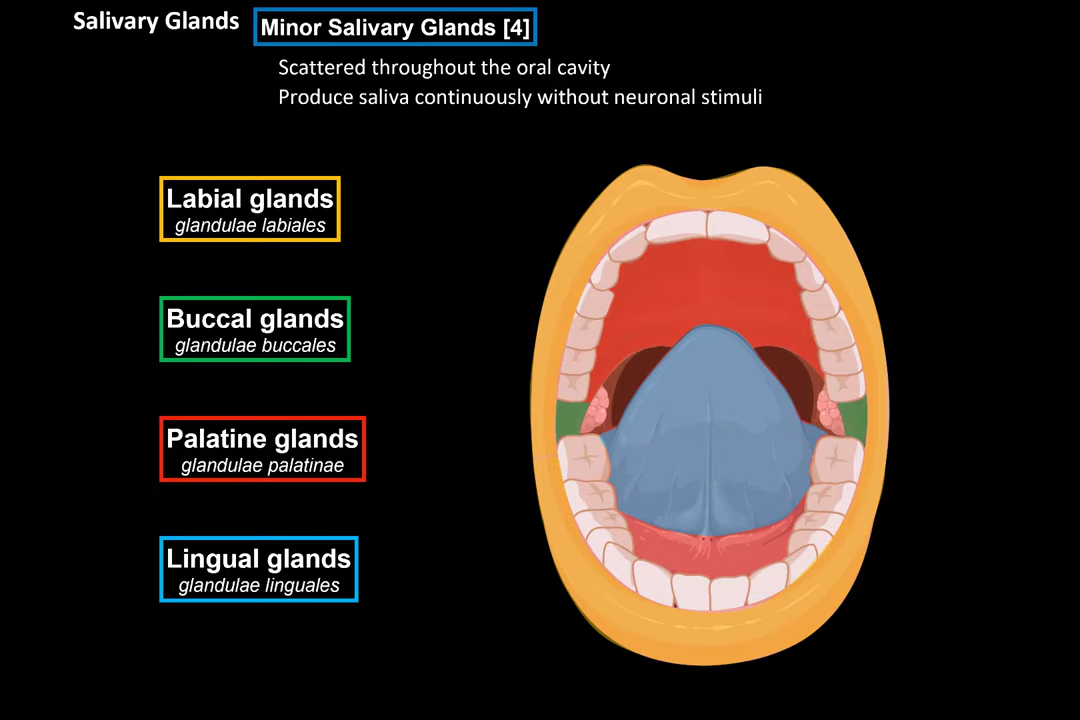 Salivary Glands
Minor Salivary Glands [4]
Scattered throughout the oral cavity
Produce saliva continuously without neuronal stimuli
Labial glands
glandulae labiales
Buccal glands
glandulae buccales
Palatine glands
glandulae palatinae
Lingual glands
glandulae linguales